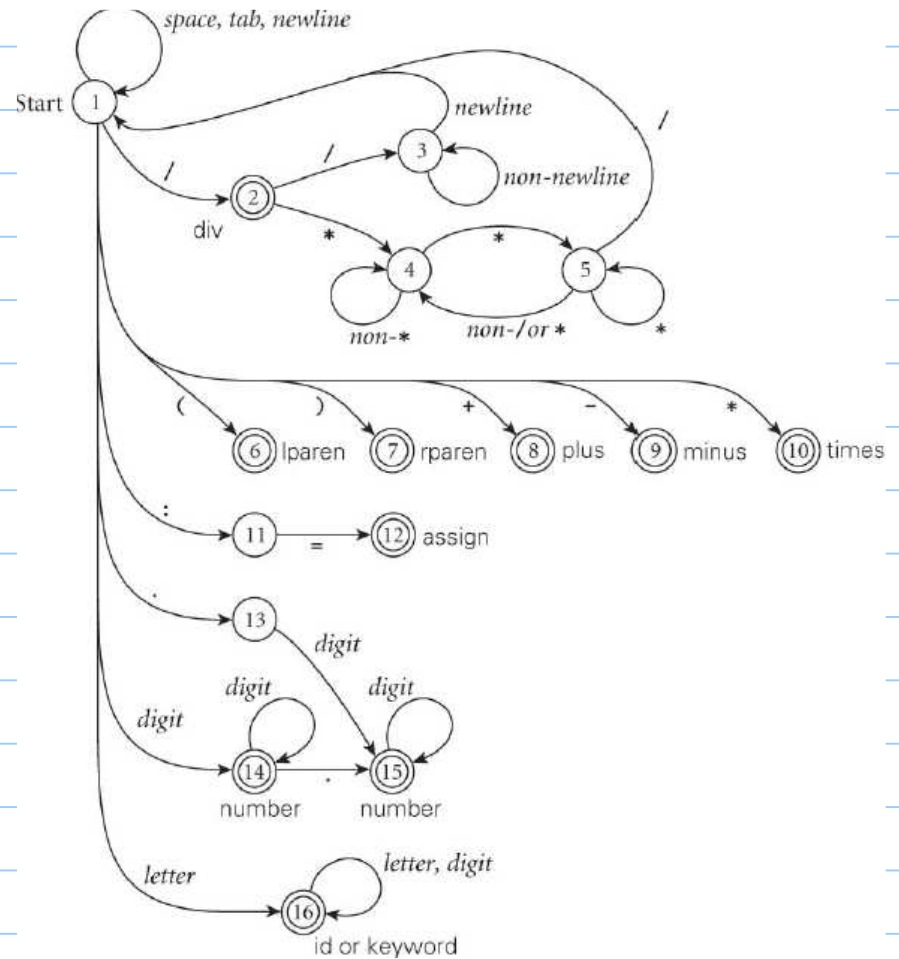 space, tab, newline
Start 1
newline
/
/ / 3
non-newline
2
div
* * 
4 5
non-* non-/or * *
( ) + - *
6 lparen 7 rparen 8 plus 9 minus 10 times
:
11 = 12 assign
.
13
digit
digit digit
digit
14 . 15
number number
letter letter, digit
16
id or keyword